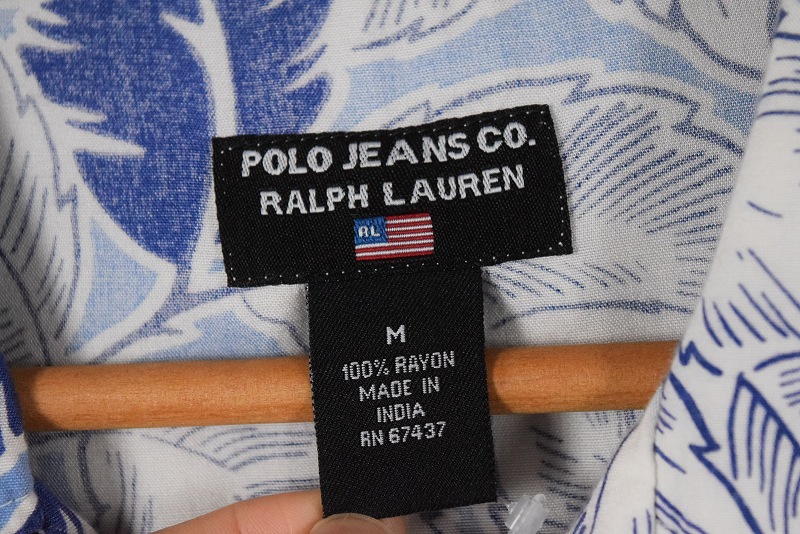 POLO JEANS CO.
RALPH LAUREN
RL
M
100% RAYON
MADE IN
INDIA
RN 67437